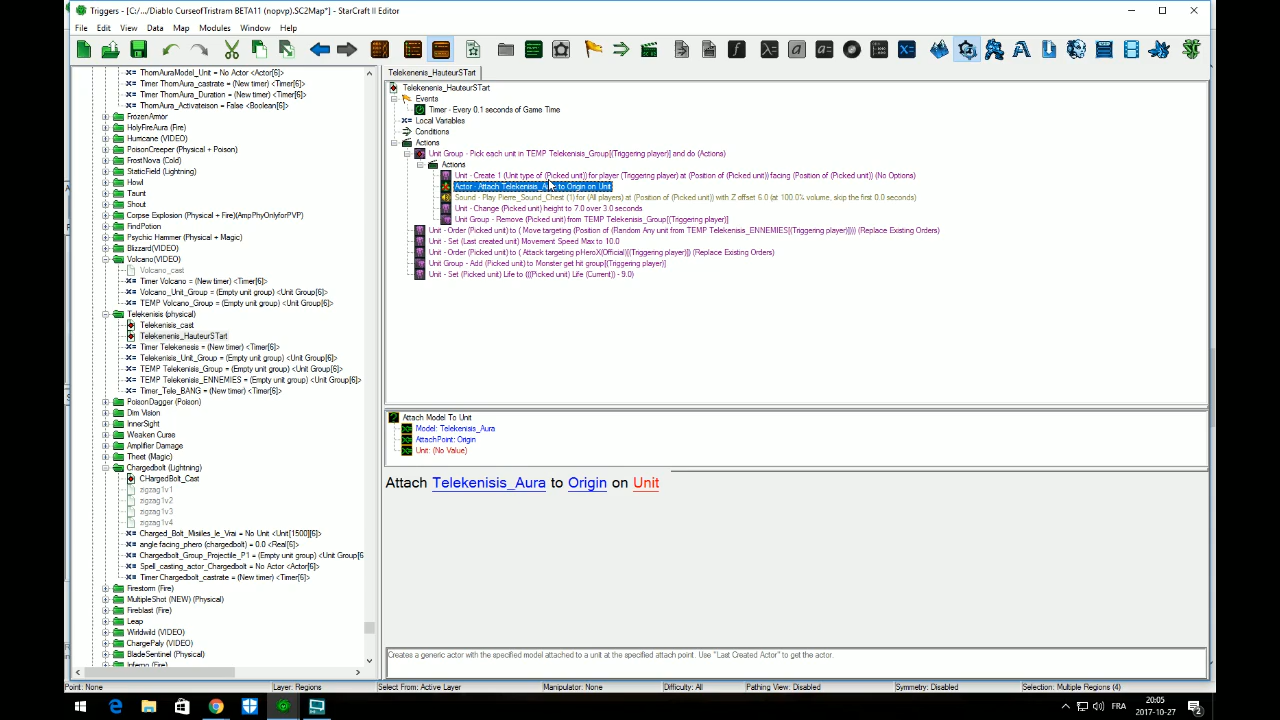 Triggers - [C:/.../Diablo CurseofTristram BETA11 (nopvp).SC2Map*] - StarCraft II Editor
File Edit View Data Map Modules Window Help
ThornAuraModel_Unit = No Actor <Actor[6]>
Timer ThornAura_castrate = (New timer) <Timer[6]>
Timer ThornAura_Duration = (New timer) <Timer[6]>
ThornAura_Activateison = False <Boolean[6]>
FrozenArmor
HolyFireAura (Fire)
Hurricane (VIDEO)
PoisonCreeper (Physical + Poison)
FrostNova (Cold)
StaticField (Lightning)
Howl
Taunt
Shout
Corpse Explosion (Physical + Fire)(AmpPhyOnlyforPVP)
FindPotion
Psychic Hammer (Physical + Magic)
Blizzard(VIDEO)
Volcano(VIDEO)
Volcano_cast
Timer Volcano = (New timer) <Timer[6]>
Volcano_Unit_Group = (Empty unit group) <Unit Group[6]>
TEMP Volcano_Group = (Empty unit group) <Unit Group[6]>
Telekenisis (physical)
Telekenisis_cast
Telekenenis_HauteurSTart
Timer Telekenesis = (New timer) <Timer[6]>
Telekenisis_Unit_Group = (Empty unit group) <Unit Group[6]>
TEMP Telekenisis_Group = (Empty unit group) <Unit Group[6]>
TEMP Telekenisis_ENNEMIES = (Empty unit group) <Unit Group[6]>
Timer_Tele_BANG = (New timer) <Timer[6]>
PoisonDagger (Poison)
Dim Vision
InnerSight
Weaken Curse
Amplifier Damage
Theet (Magic)
Chargedbolt (Lightning)
CHargedBolt_Cast
zigzag1v1
zigzag1v2
zigzag1v3
zigzag1v4
Charged_Bolt_Misiles_le_Vrai = No Unit <Unit[1500][6]>
angle facing_phero (chargedbolt) = 0.0 <Real[6]>
Chargedbolt_Group_Projectile_P1 = (Empty unit group) <Unit Group[6
Spell_casting_actor_Chargedbolt = No Actor <Actor[6]>
Timer Chargedbolt_castrate = (New timer) <Timer[6]>
Firestorm (Fire)
MultipleShot (NEW) (Physical)
Fireblast (Fire)
Leap
Wirldwild (VIDEO)
ChargePaly (VIDEO)
BladeSentinel (Physical)
Inferno (Fire)
Telekenenis_HauteurSTart
Telekenenis_HauteurSTart
Events
Timer - Every 0.1 seconds of Game Time
Local Variables
Conditions
Actions
Unit Group - Pick each unit in TEMP Telekenisis_Group[(Triggering player)] and do (Actions)
Actions
Unit - Create 1 (Unit type of (Picked unit)) for player (Triggering player) at (Position of (Picked unit)) facing (Position of (Picked unit)) (No Options)
Actor - Attach Telekenisis_Aura to Origin on Unit
Sound - Play Pierre_Sound_Chest (1) for (All players) at (Position of (Picked unit)) with Z offset 6.0 (at 100.0% volume, skip the first 0.0 seconds)
Unit - Change (Picked unit) height to 7.0 over 3.0 seconds
Unit Group - Remove (Picked unit) from TEMP Telekenisis_Group[(Triggering player)]
Unit - Order (Picked unit) to ( Move targeting (Position of (Random Any unit from TEMP Telekenisis_ENNEMIES[(Triggering player)]))) (Replace Existing Orders)
Unit - Set (Last created unit) Movement Speed Max to 10.0
Unit - Order (Picked unit) to ( Attack targeting pHeroX(Official)[(Triggering player)]) (Replace Existing Orders)
Unit Group - Add (Picked unit) to Monster get hit group[(Triggering player)]
Unit - Set (Picked unit) Life to (((Picked unit) Life (Current)) - 9.0)
Attach Model To Unit
Model: Telekenisis_Aura
AttachPoint: Origin
Unit: (No Value)
Attach Telekenisis_Aura to Origin on Unit
Creates a generic actor with the specified model attached to a unit at the specified attach point. Use "Last Created Actor" to get the actor.
Point: None Layer: Regions Select From: Active Layer Manipulator: None Difficulty: All Pathing View: Disabled Symmetry: Disabled Selection: Multiple Regions (4)
FRA
20:05
2017-10-27
2